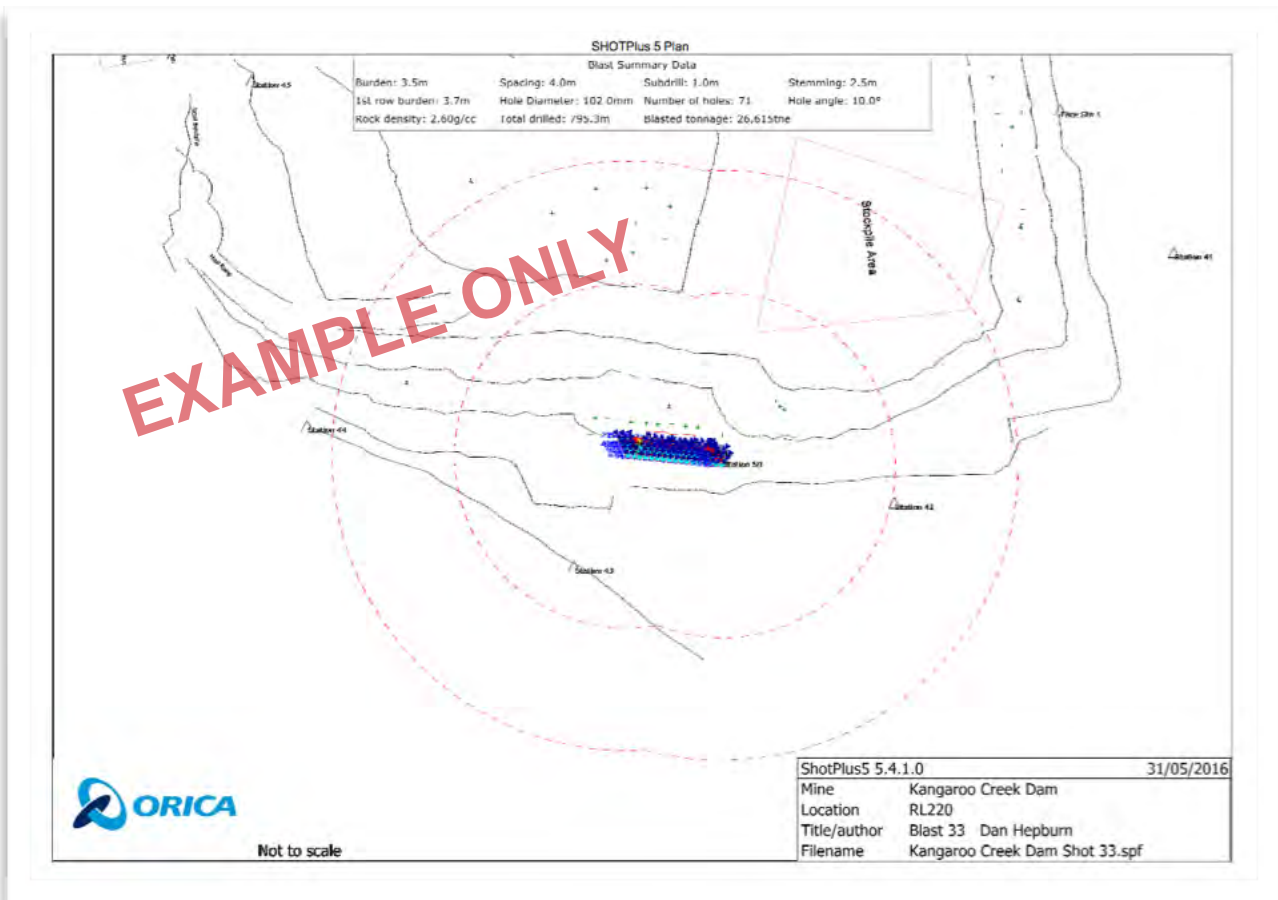 SHOTPlus 5 Plan
Blast Summary Data
Burden: 3.5m Spacing: 4.0m Subdrill: 1.0m Stemming: 2.5m
1st row burden: 3.7m Hole Diameter: 102.0mm Number of holes: 71 Hole angle: 10.0°
Rock density: 2.60g/cc Total drilled: 795.3m Blasted tonnage: 26,615tne
Station 45
Face Stn 1
Station 41
Stockpile Area
EXAMPLE ONLY
Station 44
Station 50
Station 42
Station 43
ORICA
Not to scale
ShotPlus5 5.4.1.0 31/05/2016
Mine Kangaroo Creek Dam
Location RL220
Title/author Blast 33 Dan Hepburn
Filename Kangaroo Creek Dam Shot 33.spf